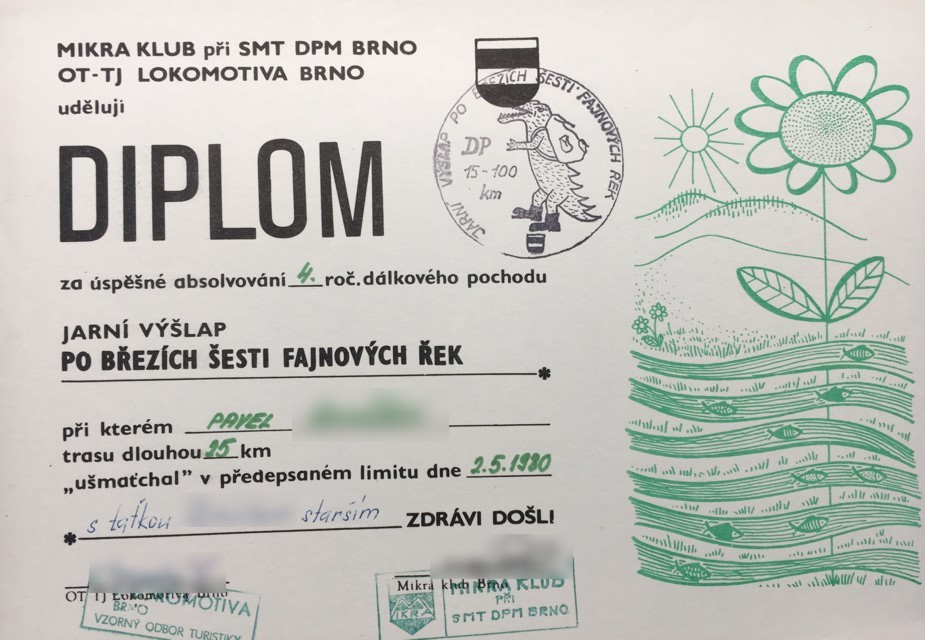 MIKRA KLUB při SMT DPM BRNO
OT-TJ LOKOMOTIVA BRNO
udělují
DIPLOM
JARNÍ VÝŠLAP PO BŘEZÍCH ŠESTI FAJNOVÝCH ŘEK
DP
15-100
km
za úspěšné absolvování 4. roč. dálkového pochodu
JARNÍ VÝŠLAP
PO BŘEZÍCH ŠESTI FAJNOVÝCH ŘEK
při kterém PAVEL
trasu dlouhou 25 km
„ušmaťchal" v předepsaném limitu dne 2.5.1980
s taťkou starším ZDRÁVI DOŠLI
OT TJ Lokomotiva Brno
LOKOMOTIVA
BRNO
VZORNÝ ODBOR TURISTIKY
Mikra klub Brno
MIKRA
MIKRA KLUB
PŘI
SMT DPM BRNO